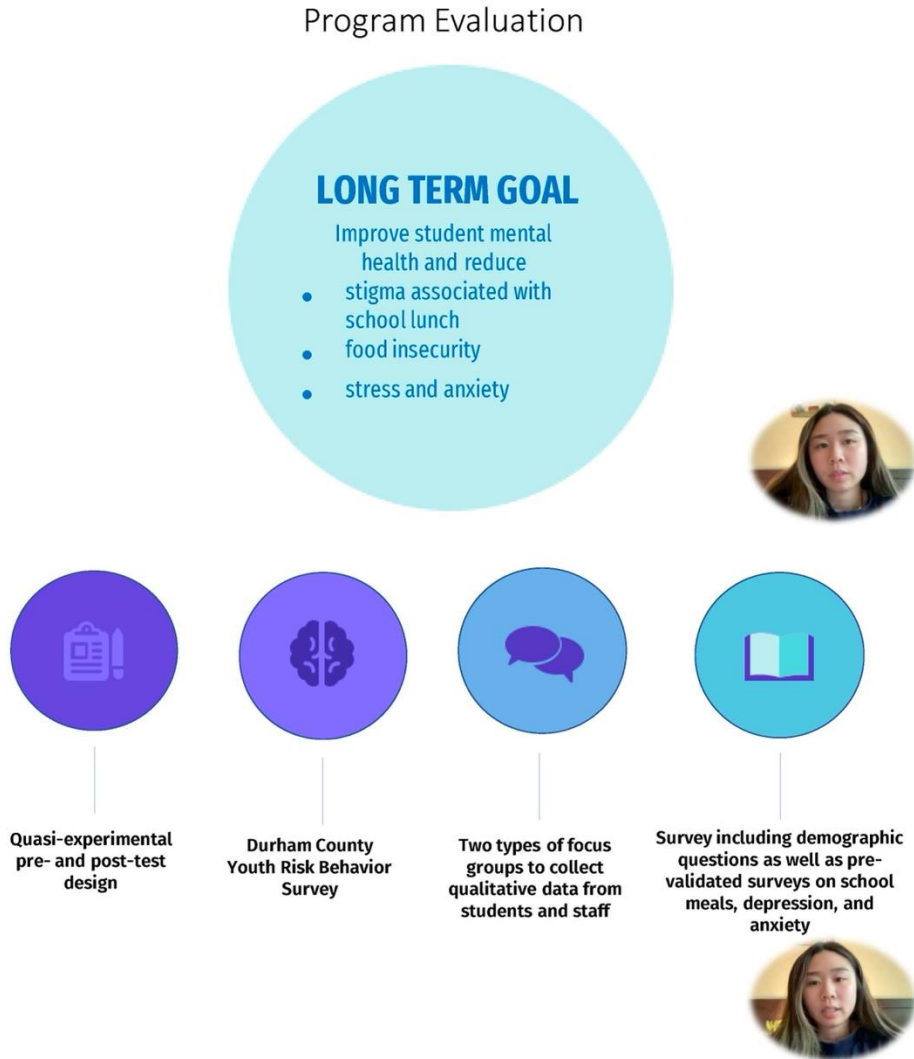 Program Evaluation
LONG TERM GOAL
Improve student mental
health and reduce
• stigma associated with
school lunch
• food insecurity
• stress and anxiety
Quasi-experimental
pre- and post-test
design
Durham County
Youth Risk Behavior
Survey
Two types of focus
groups to collect
qualitative data from
students and staff
Survey including demographic
questions as well as pre-
validated surveys on school
meals, depression, and
anxiety